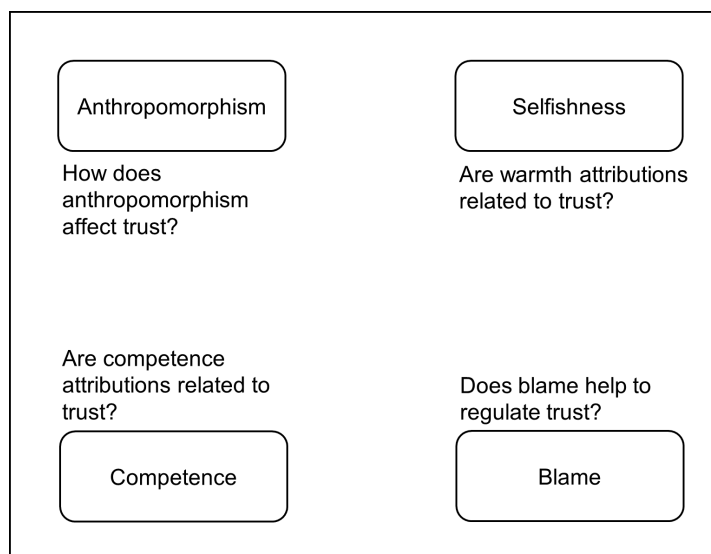 Anthropomorphism
How does
anthropomorphism
affect trust?
Selfishness
Are warmth attributions
related to trust?
Are competence
attributions related to
trust?
Competence
Does blame help to
regulate trust?
Blame